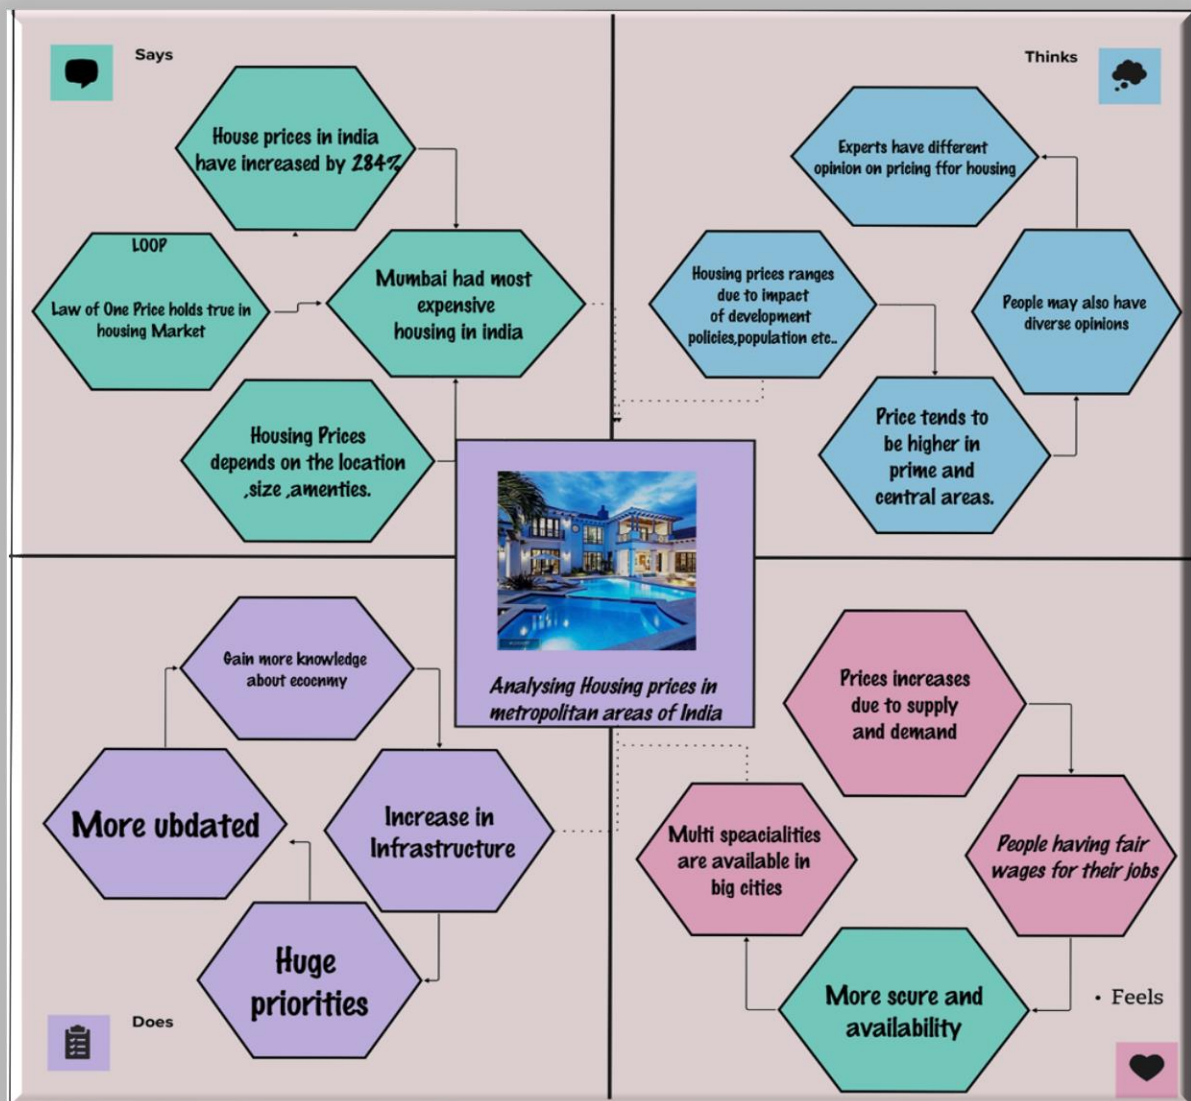 Says
House prices in india
have increased by 284%
LOOP
Law of One Price holds true in
housing Market
Mumbai had most
expensive
housing in india
Housing Prices
depends on the location
,size ,amenties.
Thinks
Experts have different
opinion on pricing ffor housing
Housing prices ranges
due to impact
of development
policies,population etc..
People may also have
diverse opinions
Price tends to
be higher in
prime and
central areas.
Analysing Housing prices in
metropolitan areas of India
Gain more knowledge
about ecocnmy
More ubdated
Increase in
Infrastructure
Huge
priorities
Does
Prices increases
due to supply
and demand
Multi speacialities
are available in
big cities
People having fair
wages for their jobs
More scure and
availability
• Feels